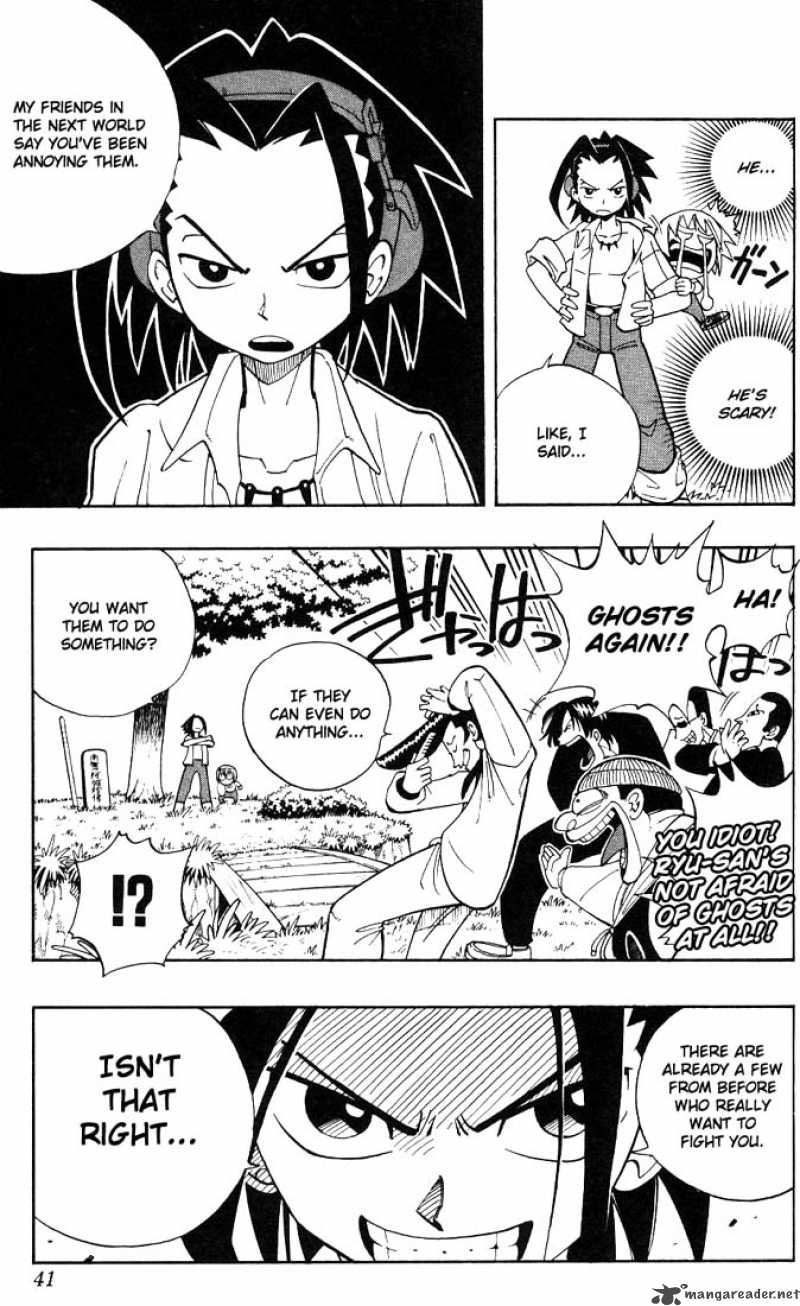 HE...
ガーン
HE'S
SCARY!
LIKE, I
SAID...
MY FRIENDS IN
THE NEXT WORLD
SAY YOU'VE BEEN
ANNOYING THEM.
HA!
はっ
GHOSTS
AGAIN!!
ぎゃっはっ
YOU IDIOT!
RYU-SAN'S
NOT AFRAID
OF GHOSTS
AT ALL!!
IF THEY
CAN EVEN DO
ANYTHING...
YOU WANT
THEM TO DO
SOMETHING?
!?
THERE ARE
ALREADY A FEW
FROM BEFORE
WHO REALLY
WANT TO
FIGHT YOU.
ISN'T
THAT
RIGHT...
41
mangareader.net